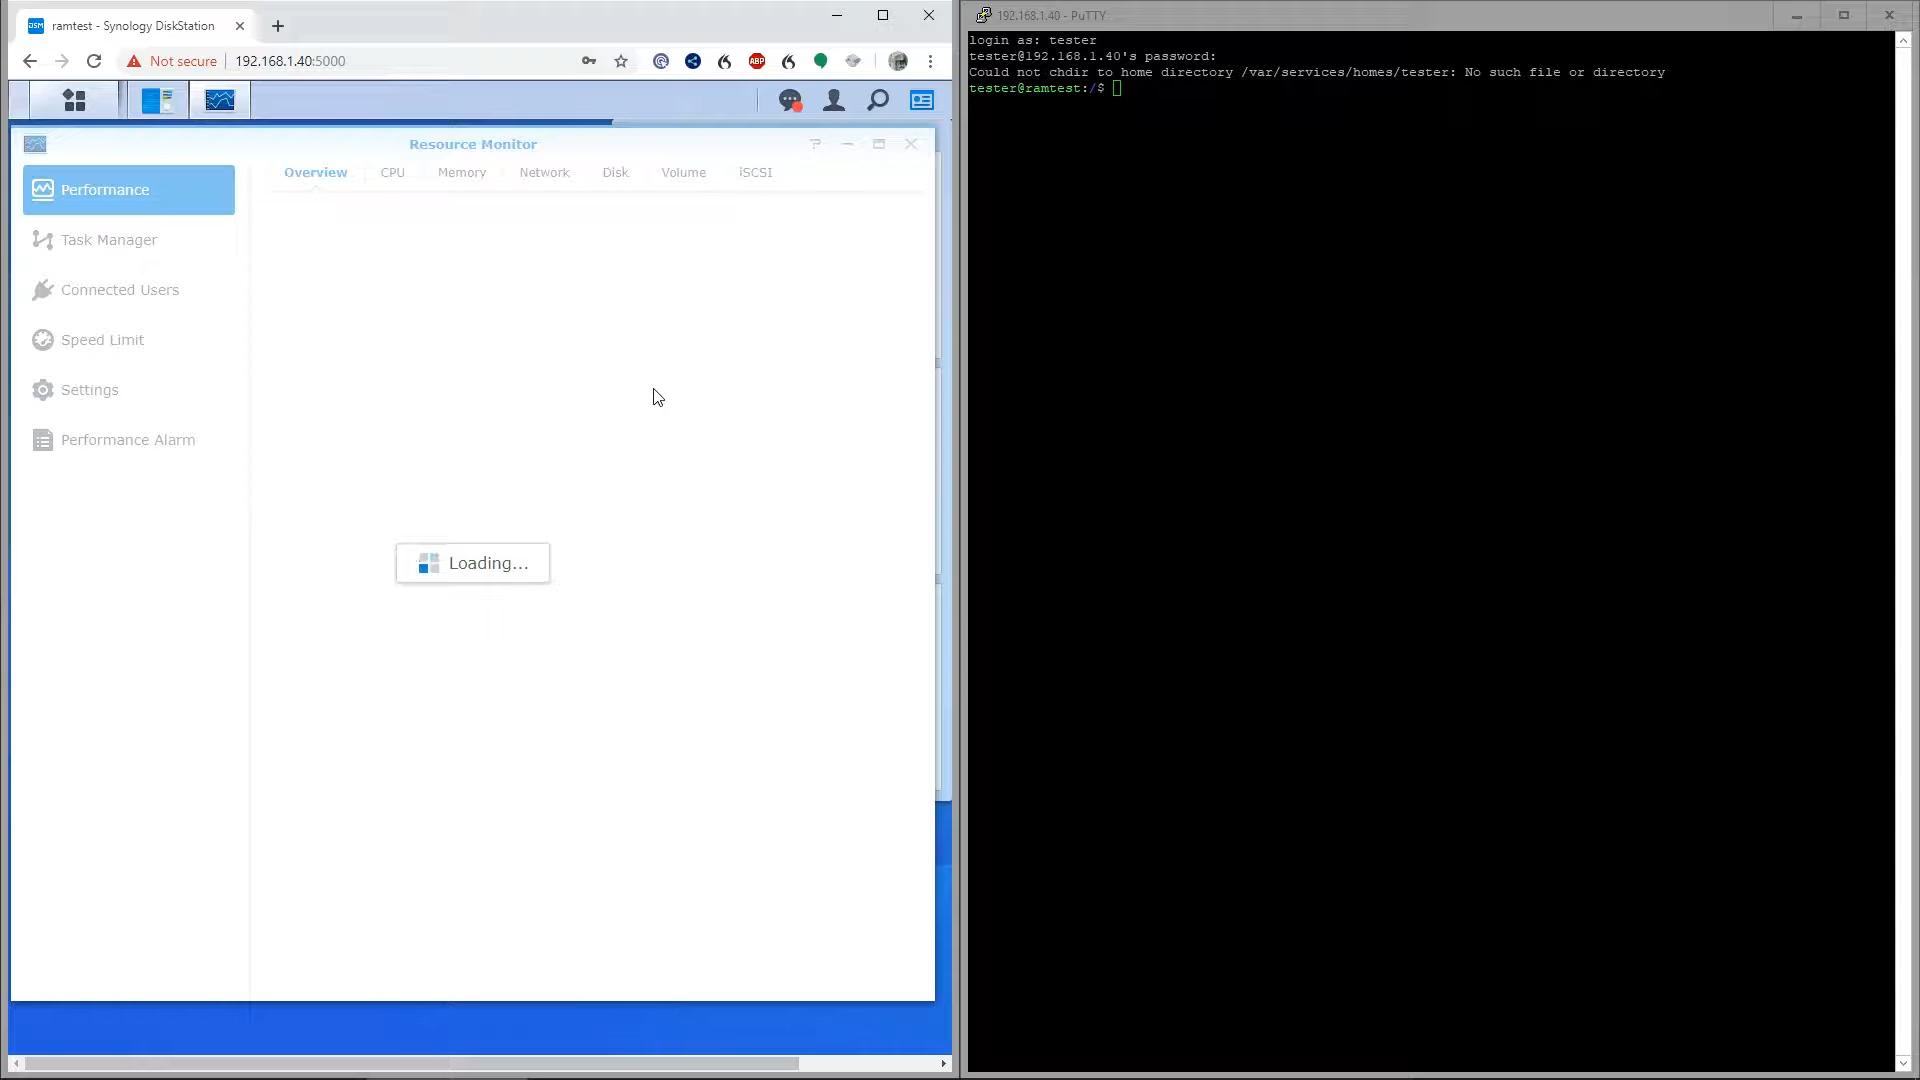 DSM ramtest - Synology DiskStation
Not secure 192.168.1.40:5000
ABP
Resource Monitor
Performance
Task Manager
Connected Users
Speed Limit
Settings
Performance Alarm
Overview CPU Memory Network Disk Volume iSCSI
Loading...
192.168.1.40 - PuTTY
login as: tester
tester@192.168.1.40's password:
Could not chdir to home directory /var/services/homes/tester: No such file or directory
tester@ramtest:/$